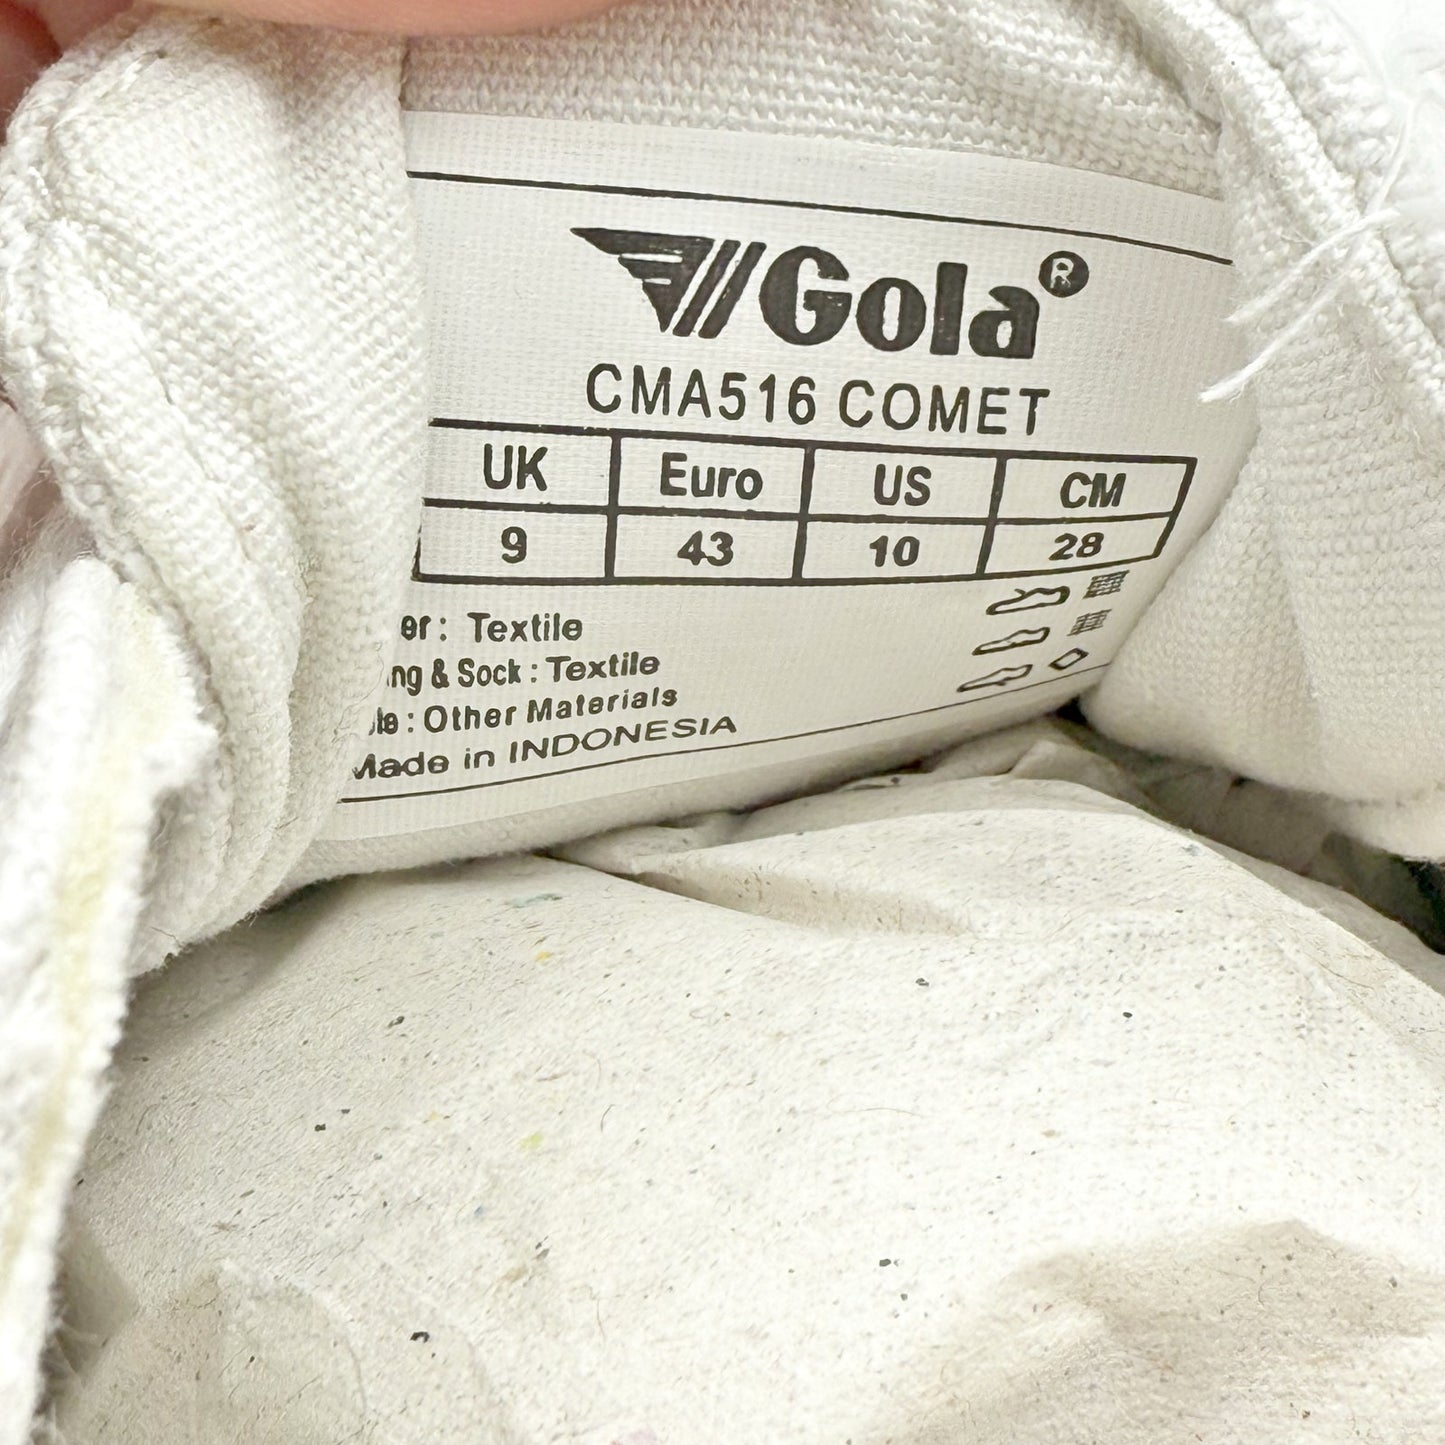 Gola®
CMA516 COMET
UK Euro US CM
9 43 10 28
er: Textile
ng & Sock: Textile
le: Other Materials
Made in INDONESIA